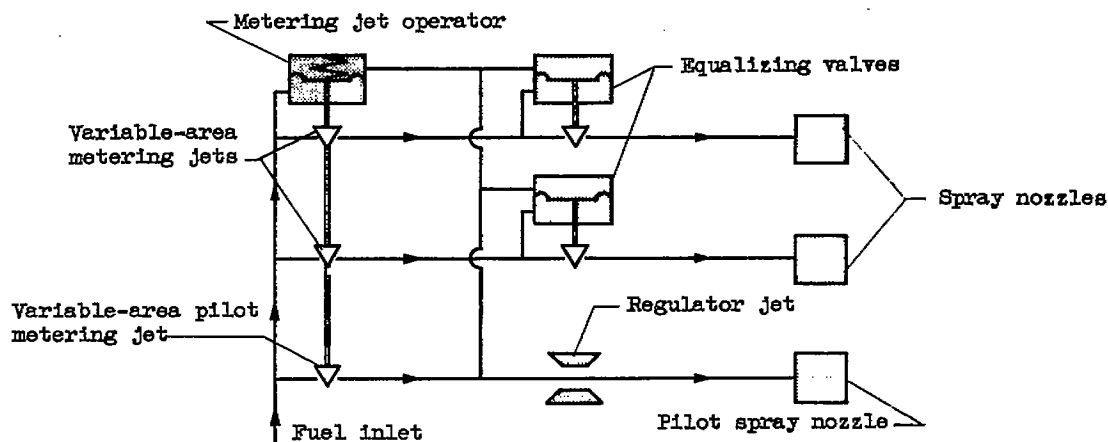 Metering jet operator
Equalizing valves
Variable-area
metering jets
Spray nozzles
Variable-area pilot
metering jet
Regulator jet
Pilot spray nozzle
Fuel inlet